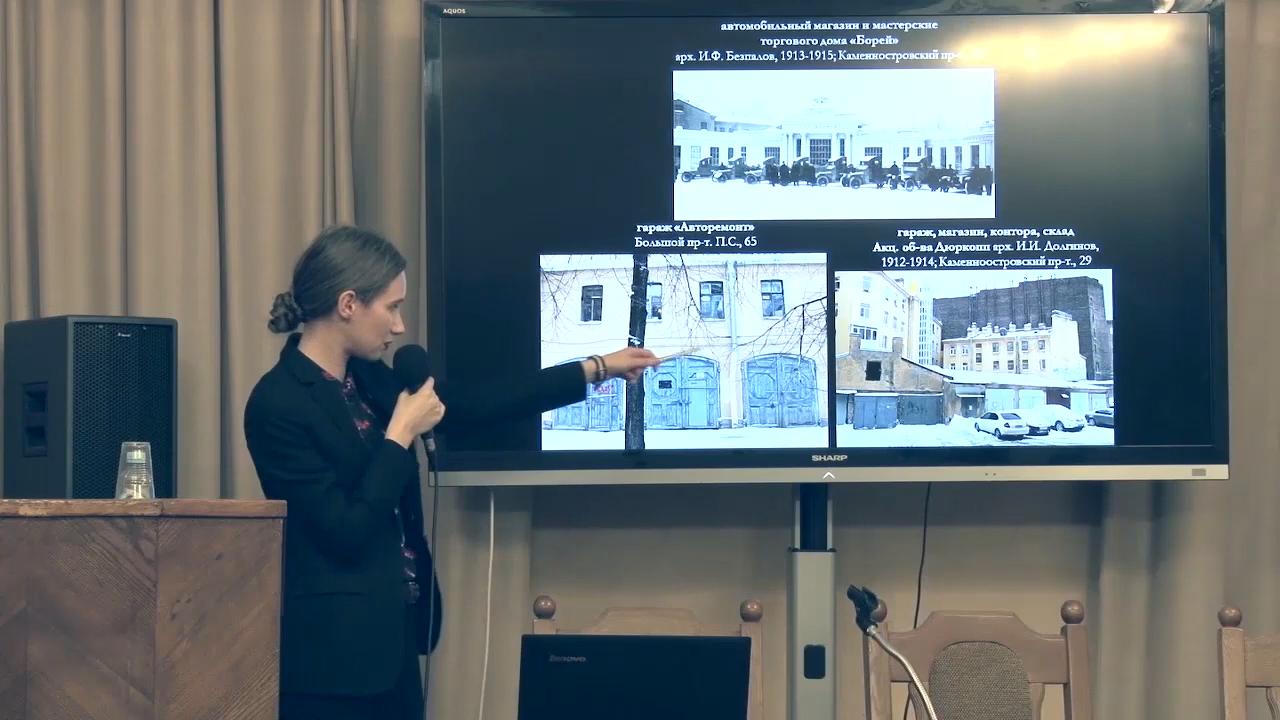 AQUOS
автомобильный магазин и мастерские
торгового дома «Борей»
арх. И.Ф. Безпалов, 1913-1915; Каменностровский пр-
гараж «Авторемонт»
Большой пр-т. П.С., 65
гараж, магазин, контора, склад
Акц. об-ва Дюркопп арх. И.И. Долгинов,
1912-1914; Каменноостровский пр-т., 29
SHARP
lenovo